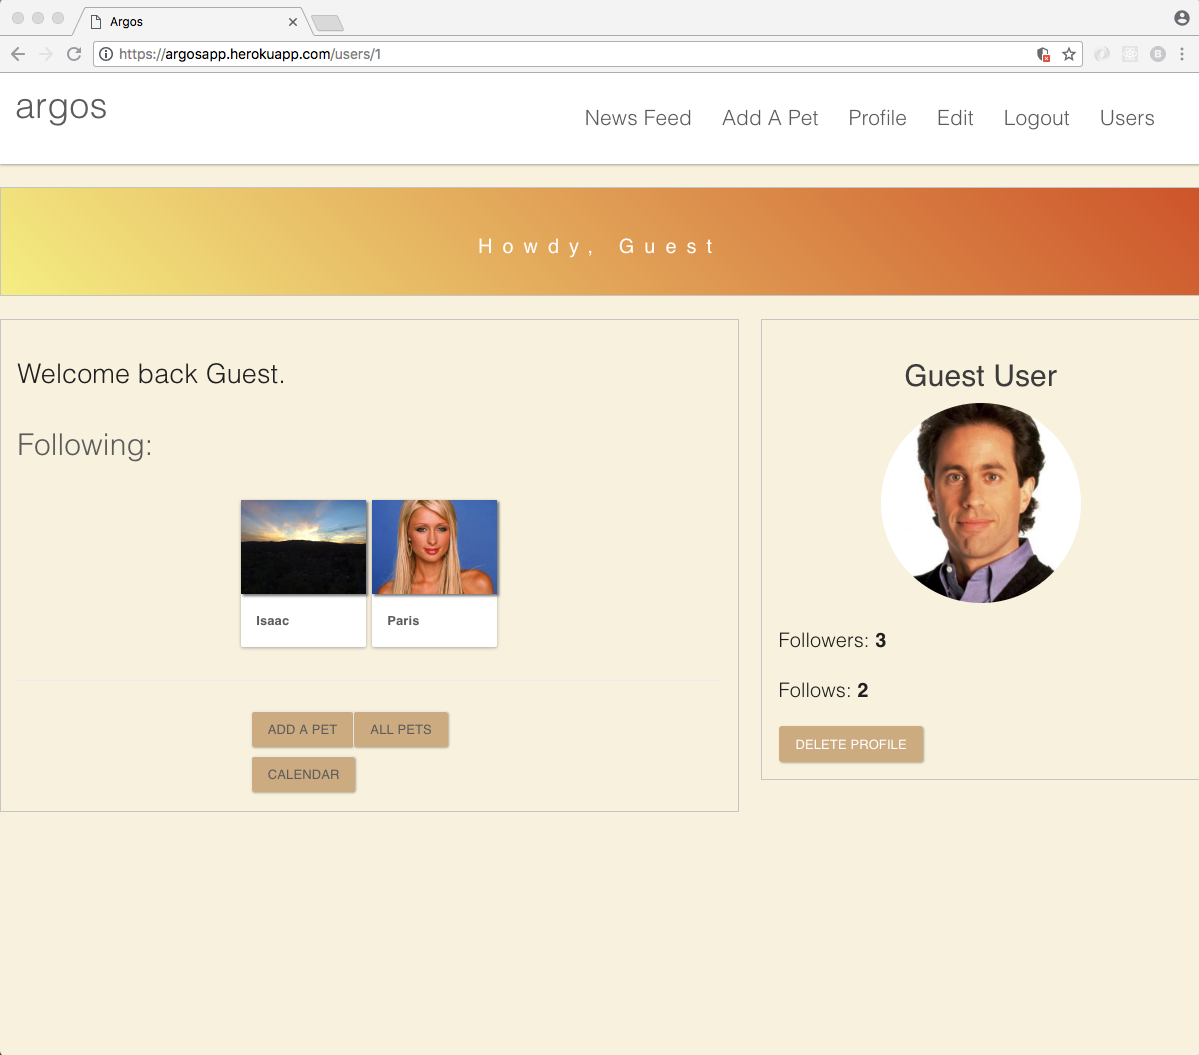 Argos
https://argosapp.herokuapp.com/users/1
B
argos
News Feed Add A Pet Profile Edit Logout Users
Howdy, Guest
Welcome back Guest.
Following:
Isaac Paris
ADD A PET ALL PETS
CALENDAR
Guest User
Followers: 3
Follows: 2
DELETE PROFILE